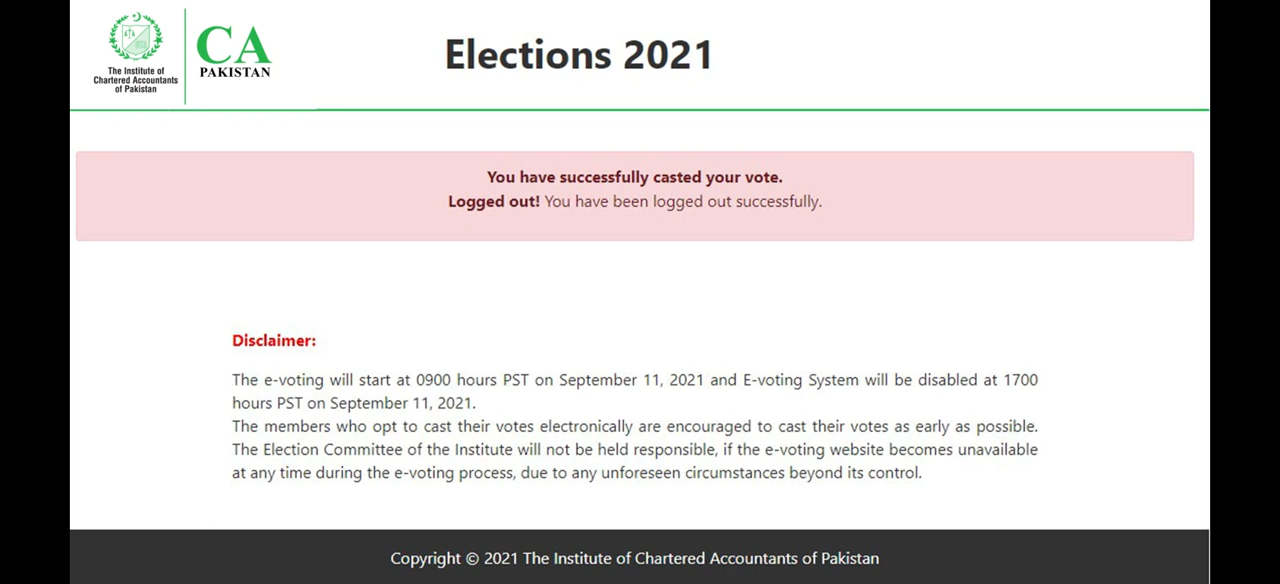 The Institute of
Chartered Accountants
of Pakistan
CA
PAKISTAN
Elections 2021
You have successfully casted your vote.
Logged out! You have been logged out successfully.
Disclaimer:
The e-voting will start at 0900 hours PST on September 11, 2021 and E-voting System will be disabled at 1700
hours PST on September 11, 2021.
The members who opt to cast their votes electronically are encouraged to cast their votes as early as possible.
The Election Committee of the Institute will not be held responsible, if the e-voting website becomes unavailable
at any time during the e-voting process, due to any unforeseen circumstances beyond its control.
Copyright © 2021 The Institute of Chartered Accountants of Pakistan